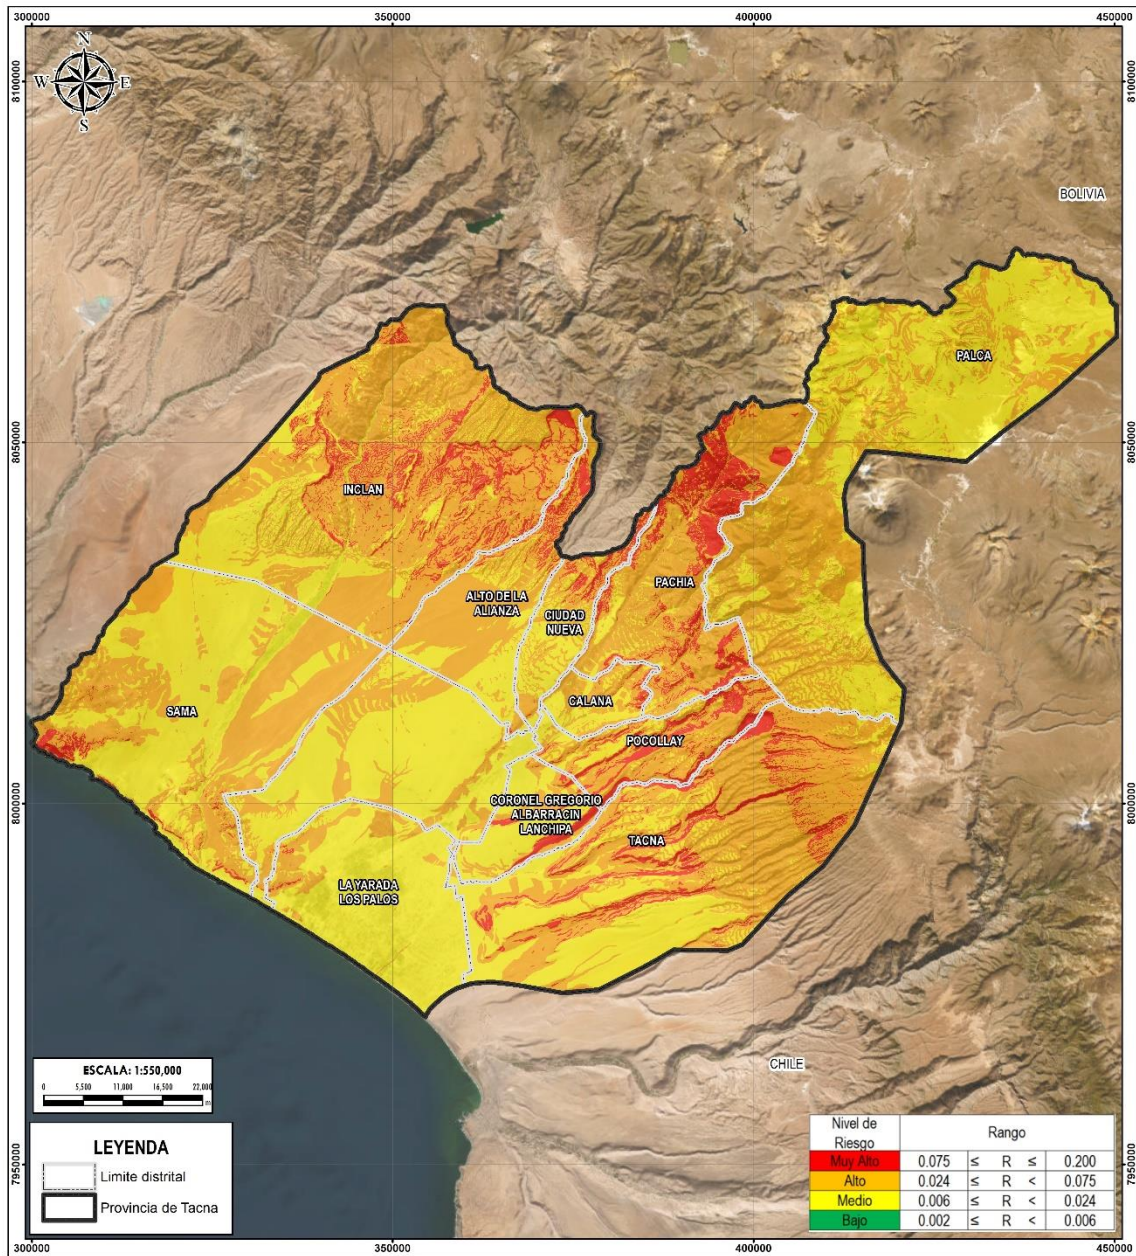 300000
350000
400000
450000
N
W E
S
8100000
8100000
BOLIVIA
PALCA
8050000
8050000
INCLAN
PACHIA
ALTO DE LA
ALIANZA
CIUDAD
NUEVA
CALANA
SAMA
POCOLLAY
8000000
8000000
CORONEL GREGORIO
ALBARRACIN
LANCHIPA
TACNA
LA YARADA
LOS PALOS
CHILE
ESCALA: 1:550,000
0 5,500 11,000 16,500 22,000
m
LEYENDA
Limite distrital
Provincia de Tacna
7950000
7950000
Nivel de
Riesgo
Rango
Muy Alto 0.075 ≤ R ≤ 0.200
Alto 0.024 ≤ R < 0.075
Medio 0.006 ≤ R < 0.024
Bajo 0.002 ≤ R < 0.006
300000
350000
400000
450000